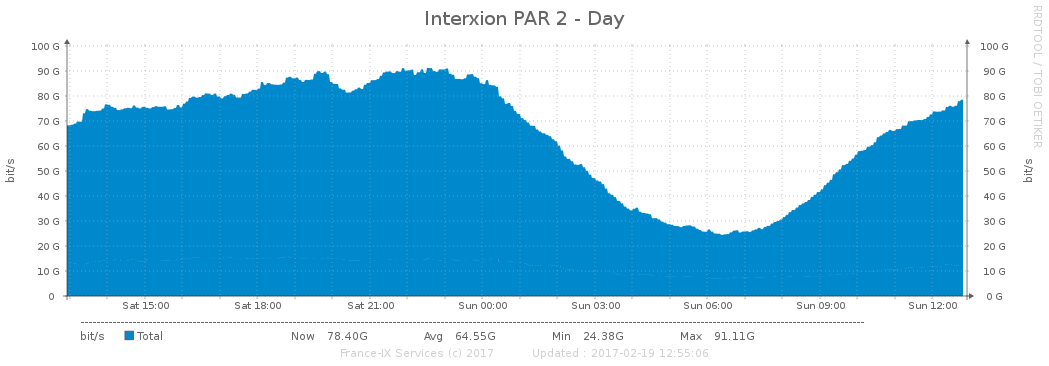 Interxion PAR 2 - Day
RRDTOOL / TOBI OETIKER
bit/s
bit/s
100 G 100 G
90 G 90 G
80 G 80 G
70 G 70 G
60 G 60 G
50 G 50 G
40 G 40 G
30 G 30 G
20 G 20 G
10 G 10 G
0 0 G
Sat 15:00 Sat 18:00 Sat 21:00 Sun 00:00 Sun 03:00 Sun 06:00 Sun 09:00 Sun 12:00
bit/s Total Now 78.40G Avg 64.55G Min 24.38G Max 91.11G
France-IX Services (c) 2017 Updated : 2017-02-19 12:55:06